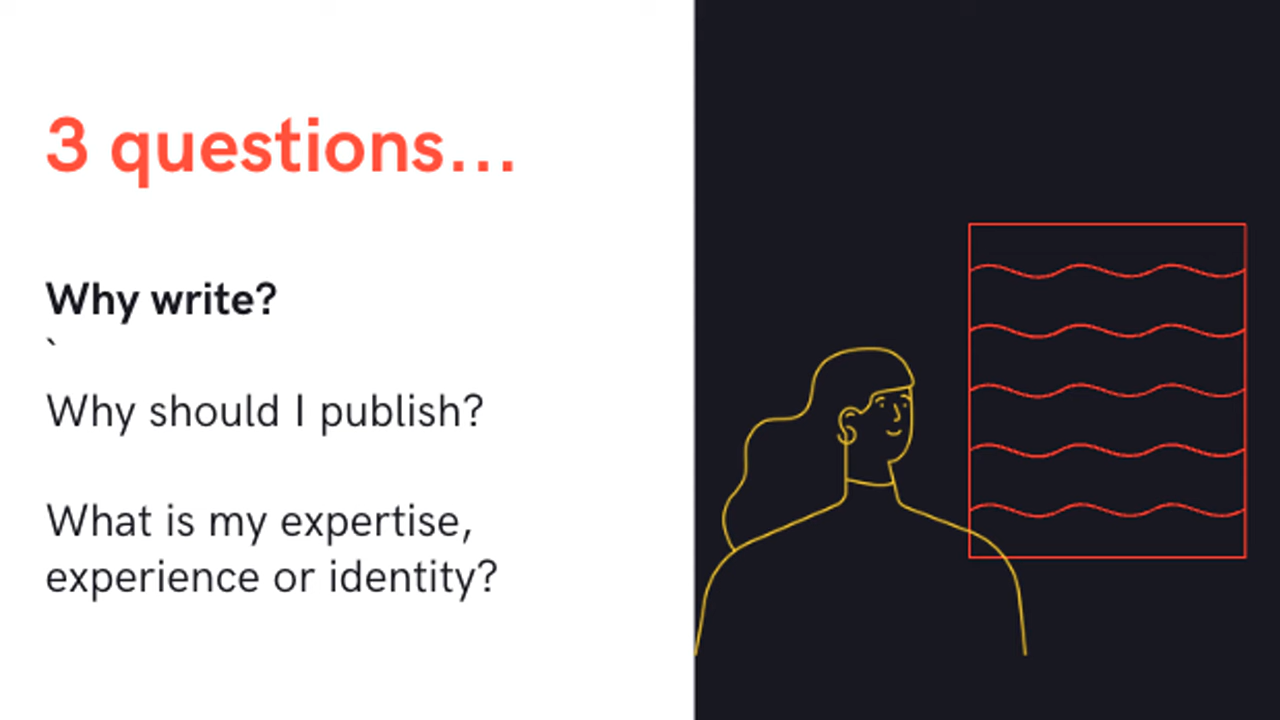 3 questions...
Why write?
`
Why should I publish?
What is my expertise,
experience or identity?